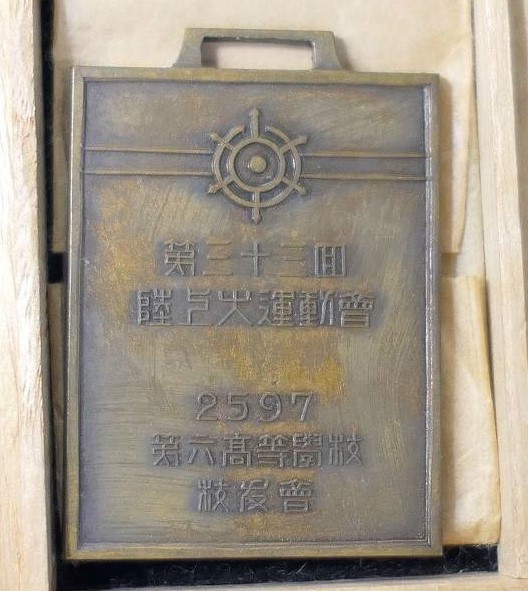 第三十三回
陸上大運動會
2597
第六高等學校
校友會